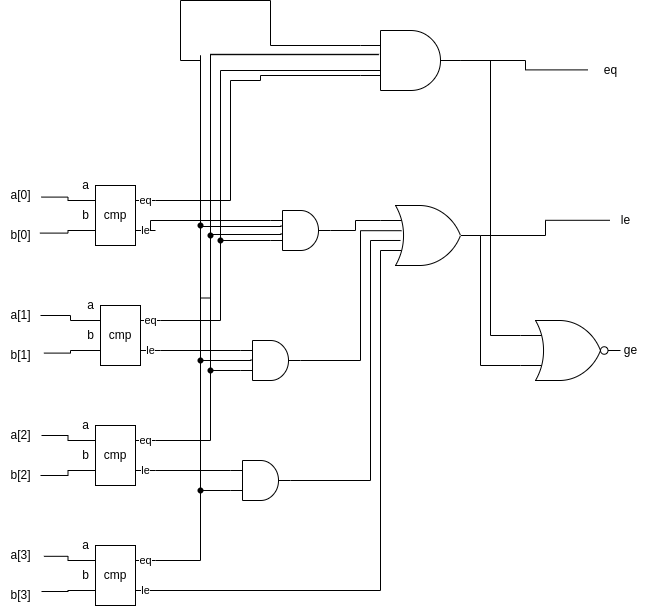 eq
a[0]
a
eq
b[0]
b
cmp
le
le
a[1]
a
eq
b[1]
b
cmp
le
ge
a[2]
a
eq
b[2]
b
cmp
le
a[3]
a
eq
b[3]
b
cmp
le